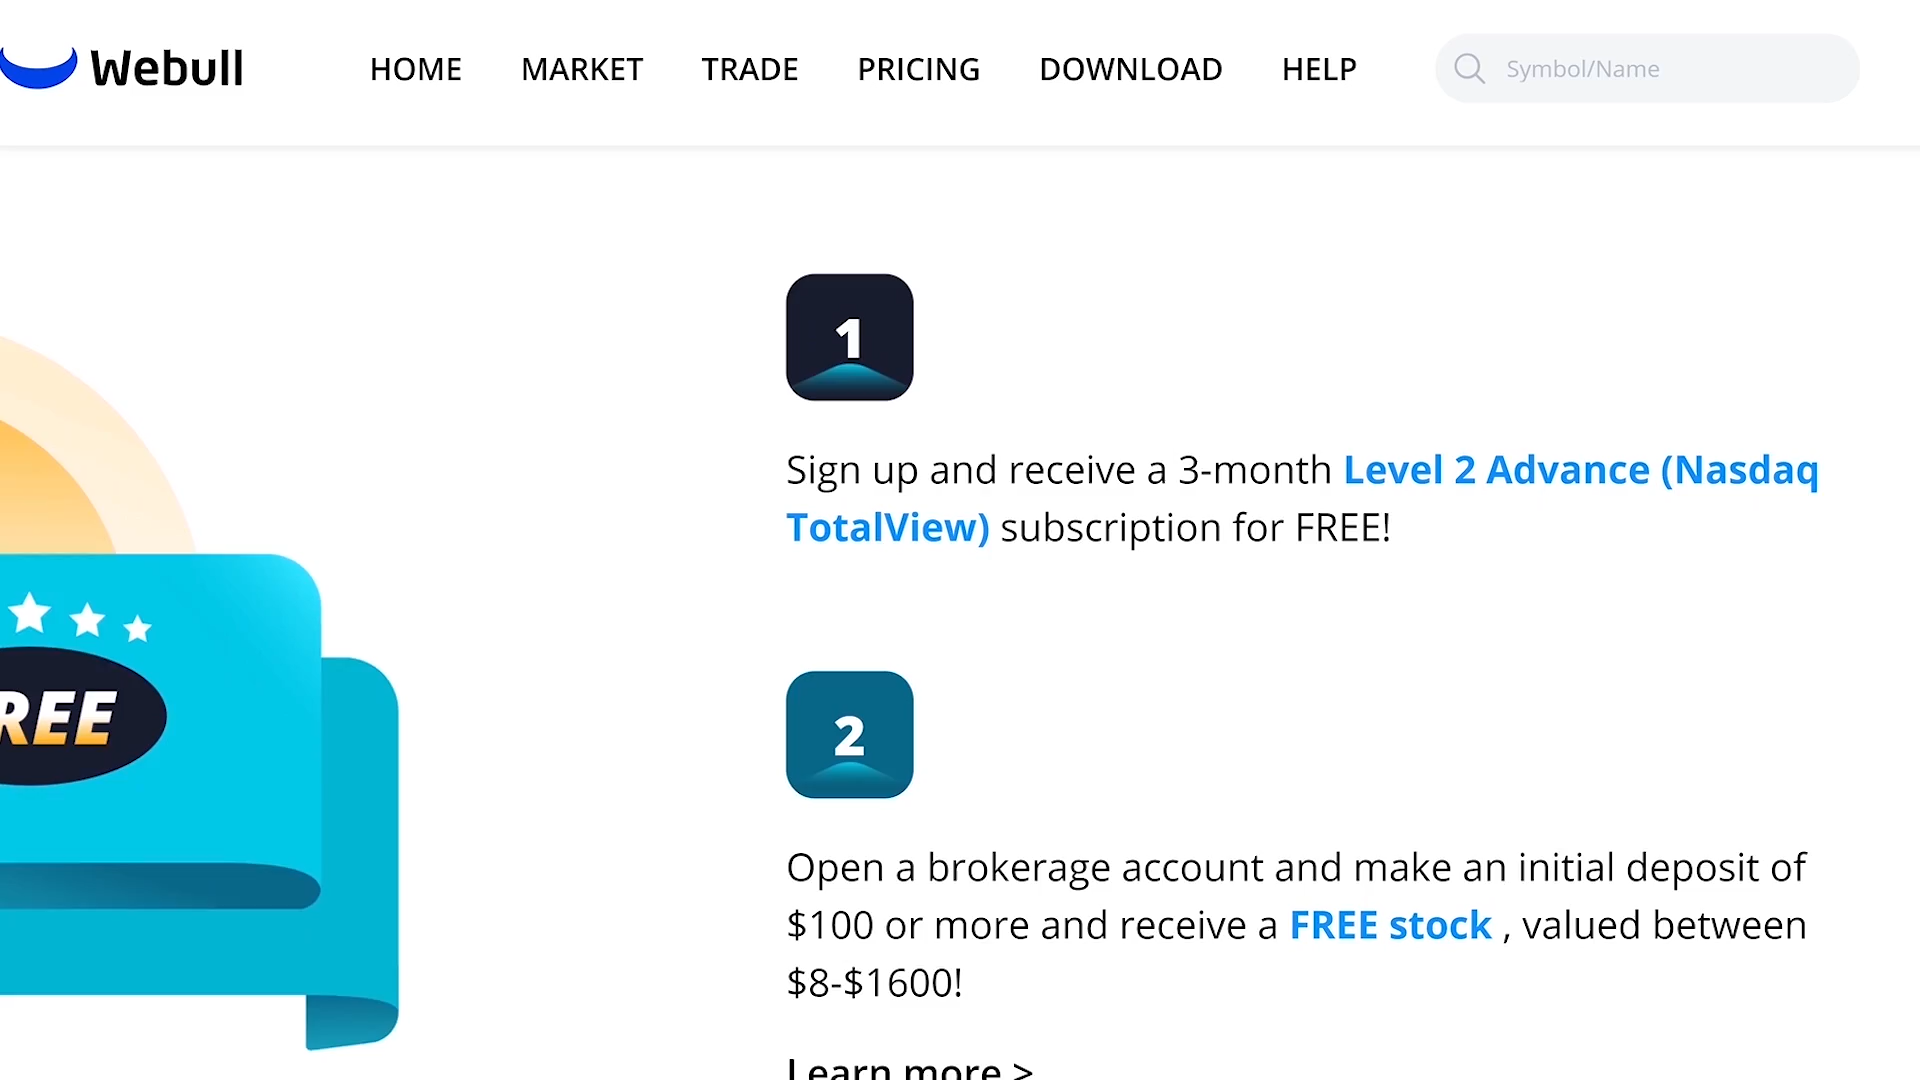 Webull HOME MARKET TRADE PRICING DOWNLOAD HELP Symbol/Name
1
Sign up and receive a 3-month Level 2 Advance (Nasdaq
TotalView) subscription for FREE!
REE
2
Open a brokerage account and make an initial deposit of
$100 or more and receive a FREE stock , valued between
$8-$1600!
Learn more >